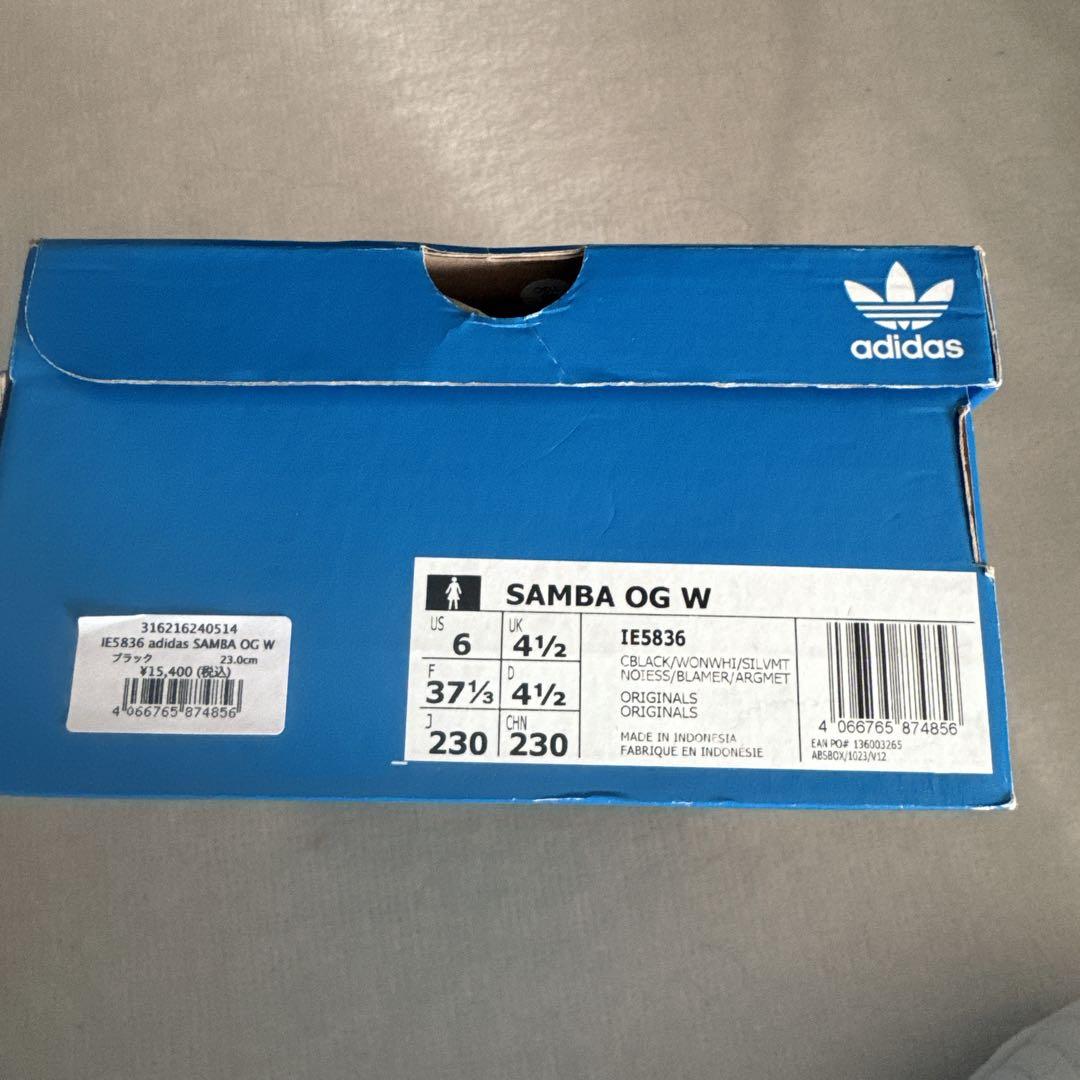 adidas
SAMBA OG W
US 6 UK 4½
F 37⅓ D 4½
J 230 CHN 230
IE5836
CBLACK/WONWHI/SILVMT
NOIESS/BLAMER/ARGMET
ORIGINALS
ORIGINALS
MADE IN INDONESIA
FABRIQUE EN INDONÉSIE
4 066765 874856
EAN PO# 136003265
ABSBOX/1023/V12
316216240514
IE5836 adidas SAMBA OG W
ブラック 23.0cm
¥15,400 (税込)
4 066765 874856